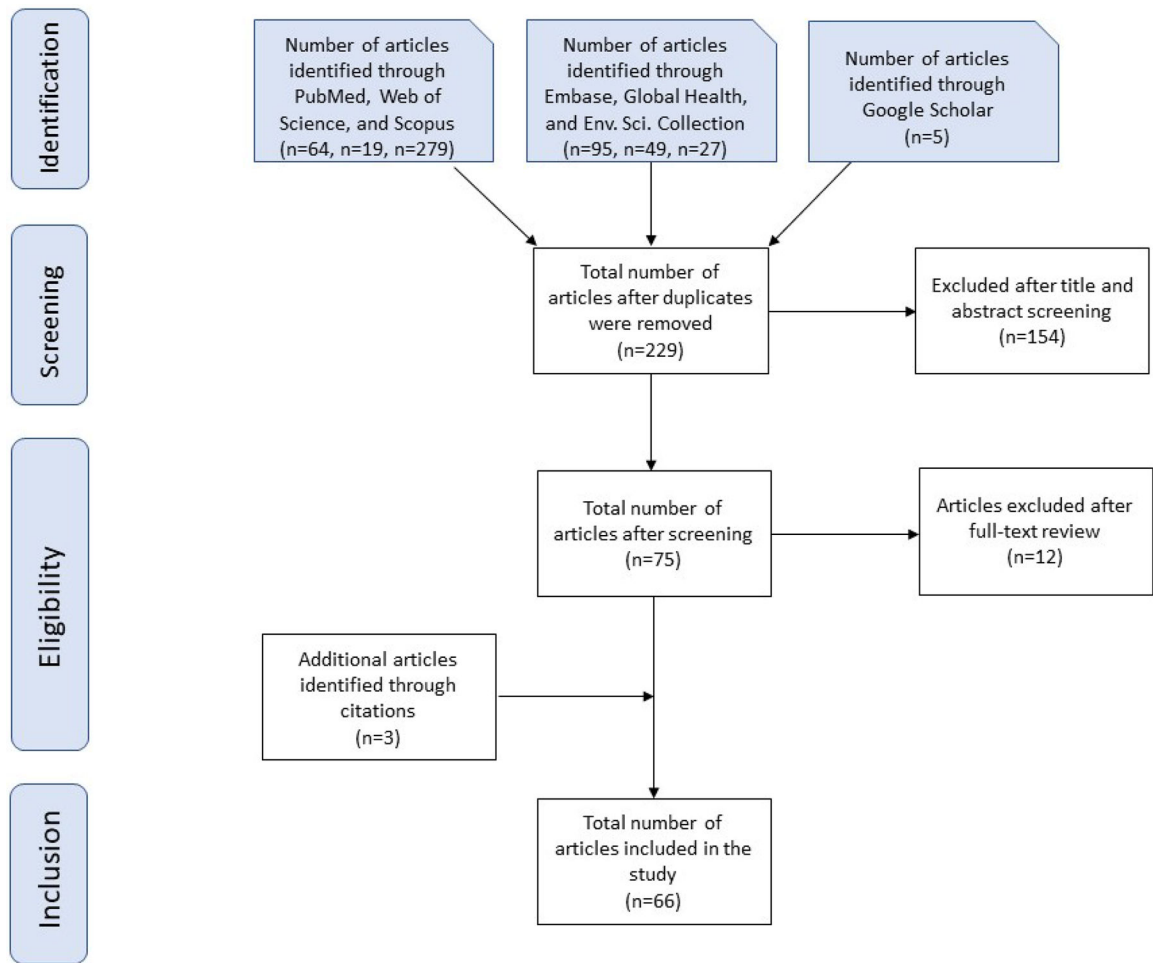 Identification
Number of articles
identified through
PubMed, Web of
Science, and Scopus
(n=64, n=19, n=279)
Number of articles
identified through
Embase, Global Health,
and Env. Sci. Collection
(n=95, n=49, n=27)
Number of articles
identified through
Google Scholar
(n=5)
Screening
Total number of
articles after duplicates
were removed
(n=229)
Excluded after title and
abstract screening
(n=154)
Eligibility
Total number of
articles after screening
(n=75)
Articles excluded after
full-text review
(n=12)
Additional articles
identified through
citations
(n=3)
Inclusion
Total number of
articles included in the
study
(n=66)